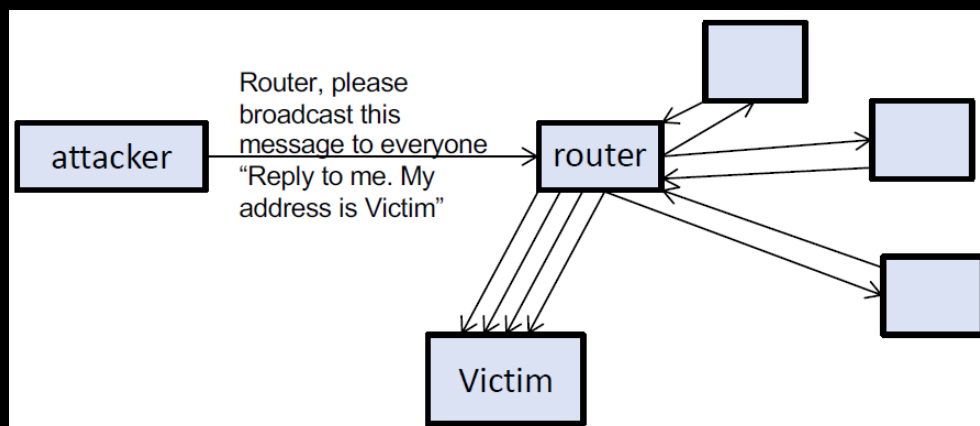 Router, please
broadcast this
message to everyone
“Reply to me. My
address is Victim”
attacker
router
Victim